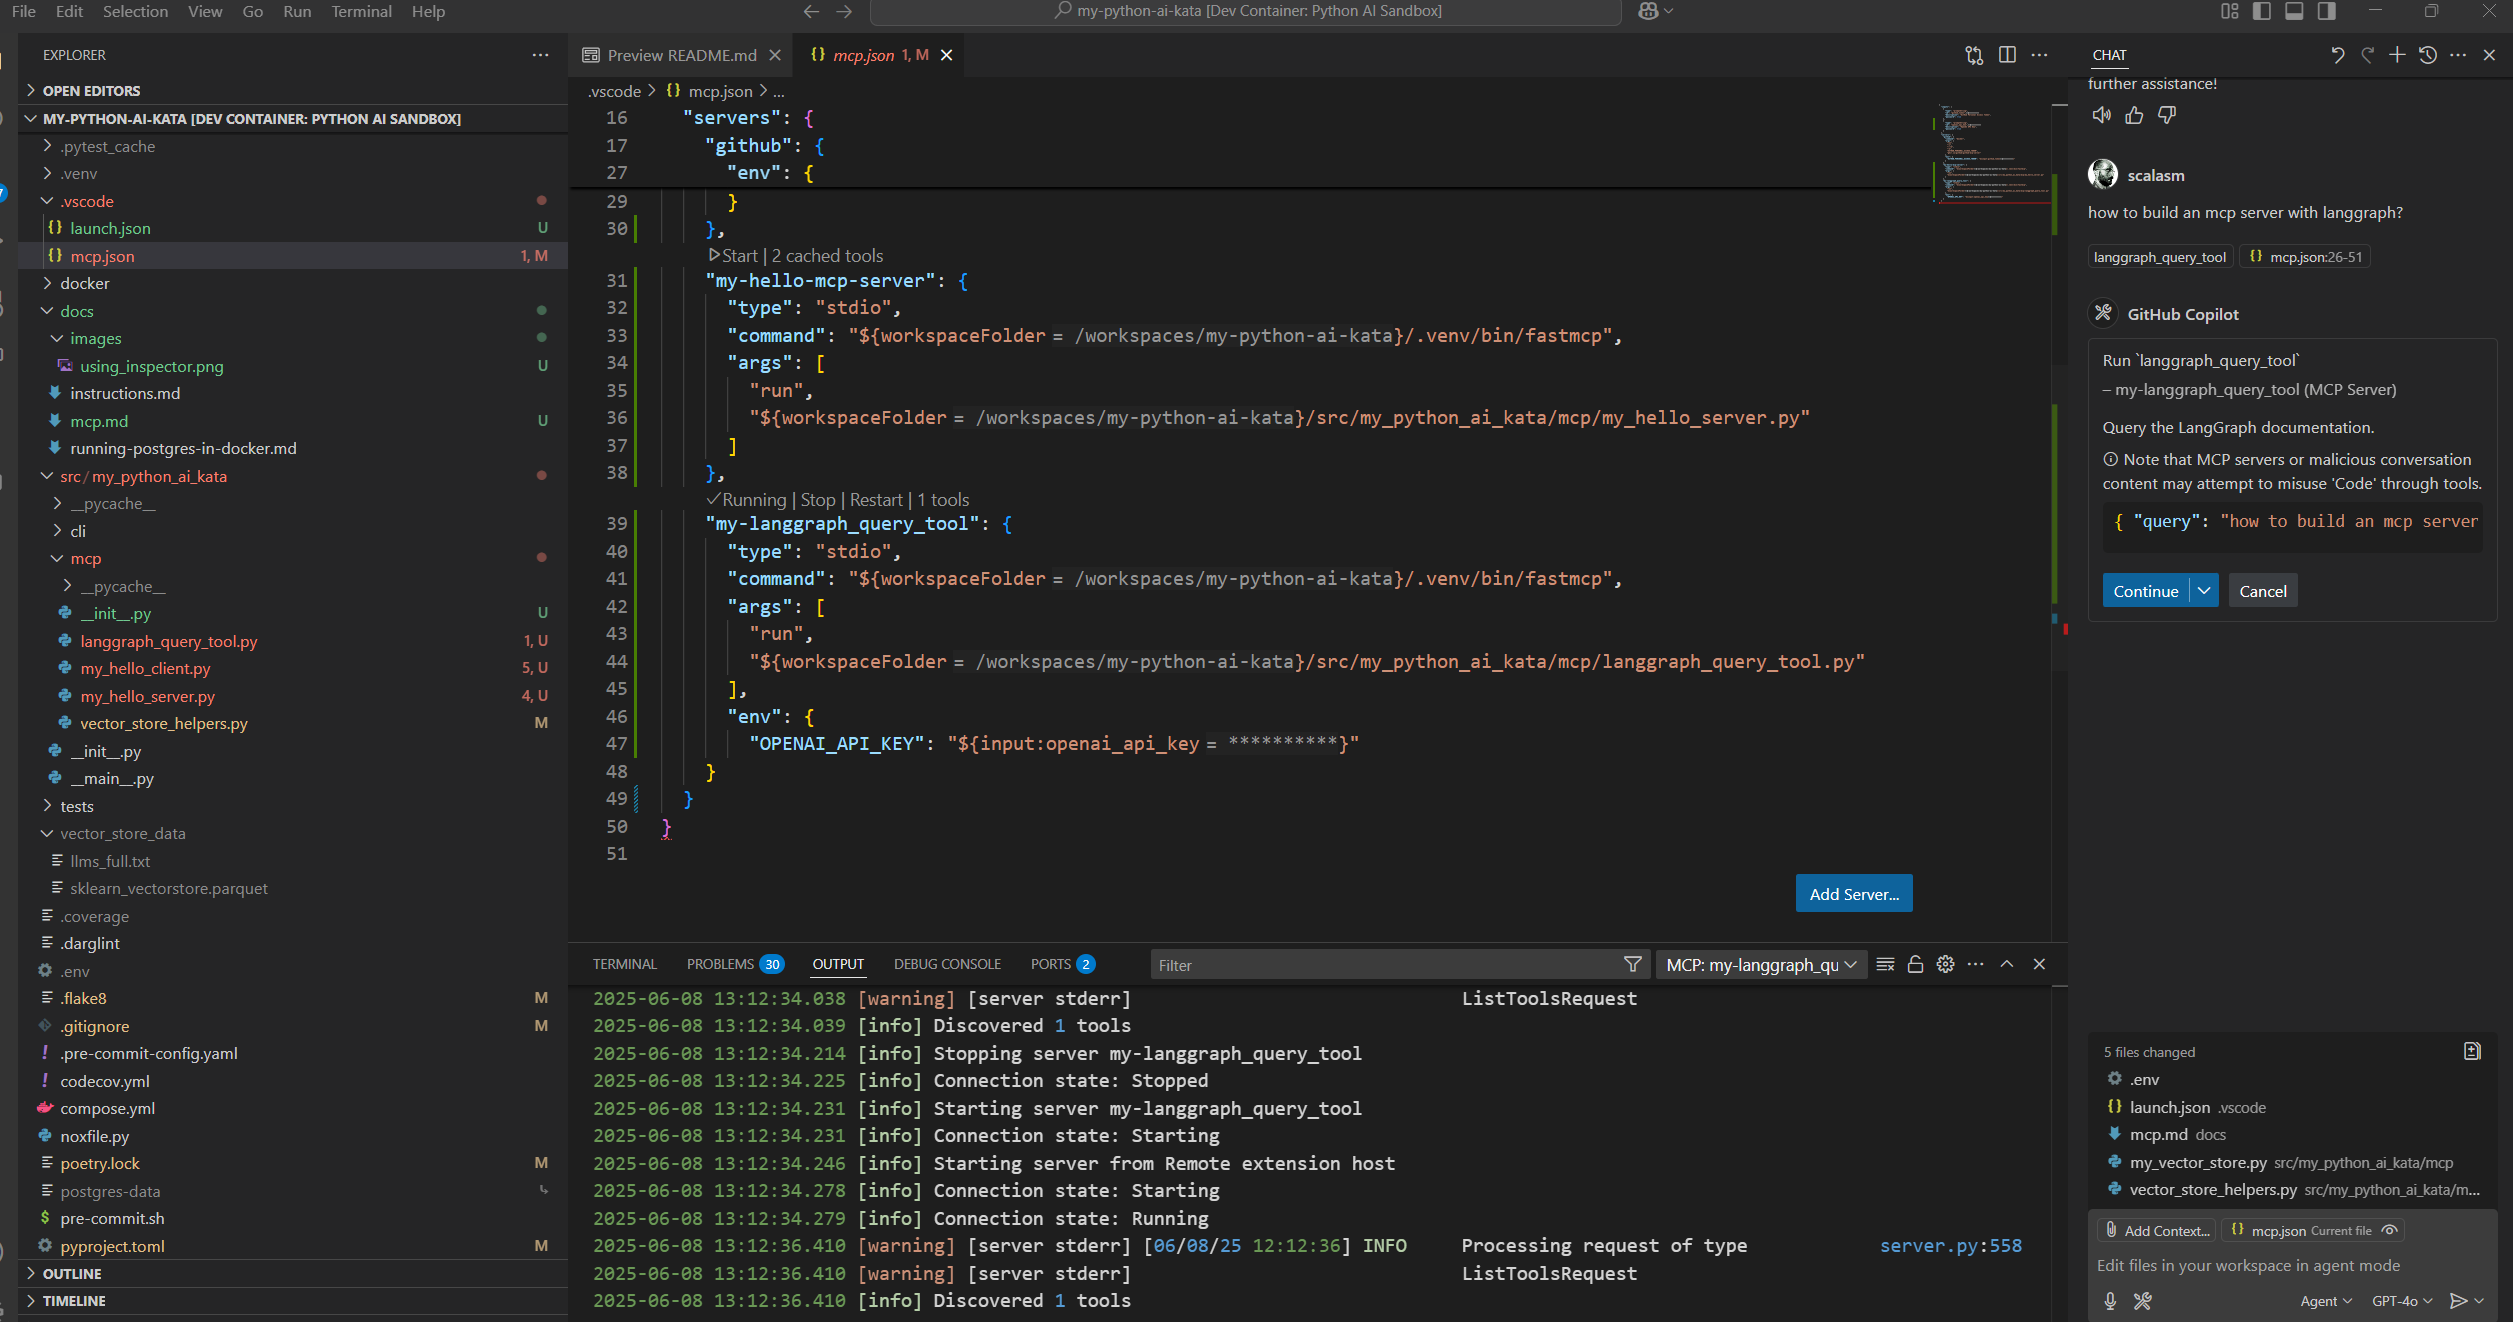 File Edit Selection View Go Run Terminal Help
my-python-ai-kata [Dev Container: Python AI Sandbox]
EXPLORER
OPEN EDITORS
MY-PYTHON-AI-KATA [DEV CONTAINER: PYTHON AI SANDBOX]
.pytest_cache
.venv
.vscode
launch.json U
mcp.json 1, M
docker
docs
images
using_inspector.png U
instructions.md
mcp.md U
running-postgres-in-docker.md
src/my_python_ai_kata
__pycache__
cli
mcp
__pycache__
__init__.py U
langgraph_query_tool.py 1, U
my_hello_client.py 5, U
my_hello_server.py 4, U
vector_store_helpers.py M
__init__.py
__main__.py
tests
vector_store_data
llms_full.txt
sklearn_vectorstore.parquet
.coverage
.darglint
.env
.flake8 M
.gitignore M
.pre-commit-config.yaml
codecov.yml
compose.yml
noxfile.py
poetry.lock M
postgres-data
pre-commit.sh
pyproject.toml M
OUTLINE
TIMELINE
Preview README.md
mcp.json 1, M
.vscode > mcp.json > ...
16 "servers": {
17 "github": {
27 "env": {
29 }
30 },
Start | 2 cached tools
31 "my-hello-mcp-server": {
32 "type": "stdio",
33 "command": "${workspaceFolder = /workspaces/my-python-ai-kata}/.venv/bin/fastmcp",
34 "args": [
35 "run",
36 "${workspaceFolder = /workspaces/my-python-ai-kata}/src/my_python_ai_kata/mcp/my_hello_server.py"
37 ]
38 },
✓Running | Stop | Restart | 1 tools
39 "my-langgraph_query_tool": {
40 "type": "stdio",
41 "command": "${workspaceFolder = /workspaces/my-python-ai-kata}/.venv/bin/fastmcp",
42 "args": [
43 "run",
44 "${workspaceFolder = /workspaces/my-python-ai-kata}/src/my_python_ai_kata/mcp/langgraph_query_tool.py"
45 ],
46 "env": {
47 "OPENAI_API_KEY": "${input:openai_api_key = **********}"
48 }
49 }
50 }
51
Add Server...
TERMINAL PROBLEMS 30 OUTPUT DEBUG CONSOLE PORTS 2
Filter
MCP: my-langgraph_qu
2025-06-08 13:12:34.038 [warning] [server stderr] ListToolsRequest
2025-06-08 13:12:34.039 [info] Discovered 1 tools
2025-06-08 13:12:34.214 [info] Stopping server my-langgraph_query_tool
2025-06-08 13:12:34.225 [info] Connection state: Stopped
2025-06-08 13:12:34.231 [info] Starting server my-langgraph_query_tool
2025-06-08 13:12:34.231 [info] Connection state: Starting
2025-06-08 13:12:34.246 [info] Starting server from Remote extension host
2025-06-08 13:12:34.278 [info] Connection state: Starting
2025-06-08 13:12:34.279 [info] Connection state: Running
2025-06-08 13:12:36.410 [warning] [server stderr] [06/08/25 12:12:36] INFO Processing request of type server.py:558
2025-06-08 13:12:36.410 [warning] [server stderr] ListToolsRequest
2025-06-08 13:12:36.410 [info] Discovered 1 tools
CHAT
further assistance!
scalasm
how to build an mcp server with langgraph?
langgraph_query_tool
mcp.json:26-51
GitHub Copilot
Run `langgraph_query_tool`
– my-langgraph_query_tool (MCP Server)
Query the LangGraph documentation.
Note that MCP servers or malicious conversation
content may attempt to misuse 'Code' through tools.
{ "query": "how to build an mcp server
Continue
Cancel
5 files changed
.env
launch.json .vscode
mcp.md docs
my_vector_store.py src/my_python_ai_kata/mcp
vector_store_helpers.py src/my_python_ai_kata/m...
Add Context...
mcp.json Current file
Edit files in your workspace in agent mode
Agent
GPT-4o